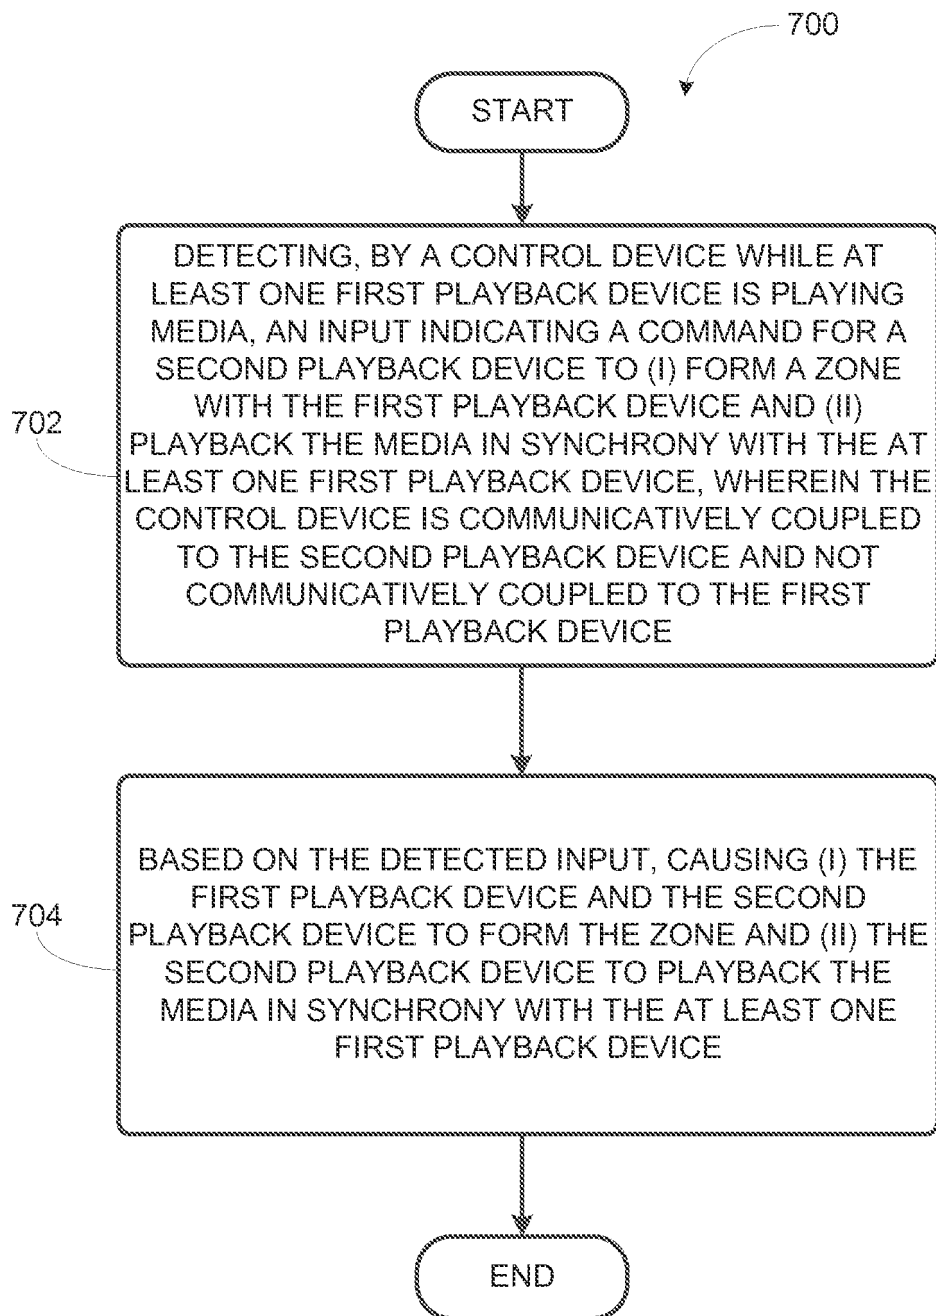 700
START
DETECTING, BY A CONTROL DEVICE WHILE AT
LEAST ONE FIRST PLAYBACK DEVICE IS PLAYING
MEDIA, AN INPUT INDICATING A COMMAND FOR A
SECOND PLAYBACK DEVICE TO (I) FORM A ZONE
WITH THE FIRST PLAYBACK DEVICE AND (II)
PLAYBACK THE MEDIA IN SYNCHRONY WITH THE AT
LEAST ONE FIRST PLAYBACK DEVICE, WHEREIN THE
CONTROL DEVICE IS COMMUNICATIVELY COUPLED
TO THE SECOND PLAYBACK DEVICE AND NOT
COMMUNICATIVELY COUPLED TO THE FIRST
PLAYBACK DEVICE
702
BASED ON THE DETECTED INPUT, CAUSING (I) THE
FIRST PLAYBACK DEVICE AND THE SECOND
PLAYBACK DEVICE TO FORM THE ZONE AND (II) THE
SECOND PLAYBACK DEVICE TO PLAYBACK THE
MEDIA IN SYNCHRONY WITH THE AT LEAST ONE
FIRST PLAYBACK DEVICE
704
END